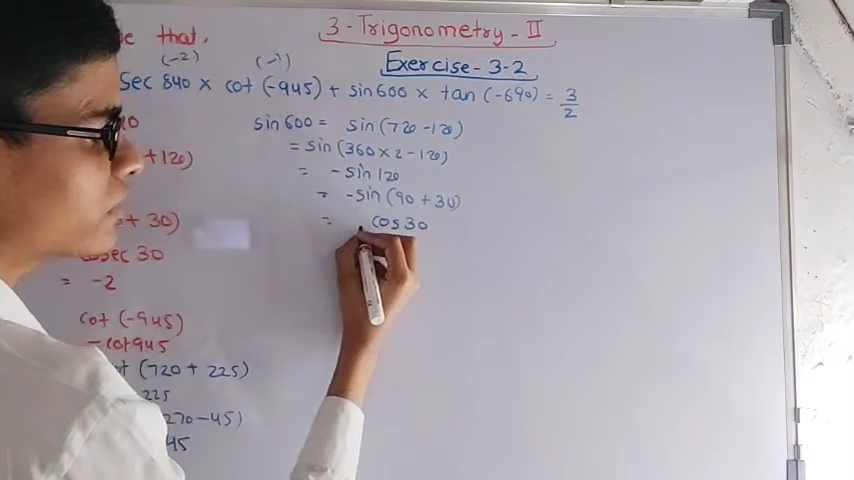 3 - Trigonometry - II
that :
Exercise - 3-2
(-2) (-1)
Sec 840 × cot (-945) + sin 600 × tan (-690) = 3/2
sin 600 = sin (720 - 120)
= sin (360 × 2 - 120)
= - sin 120
= - sin (90 + 30)
= cos 30
+ 120)
+ 30)
cosec 30
= -2
cot (-945)
= - cot 945
(720 + 225)
225
270 - 45)
45